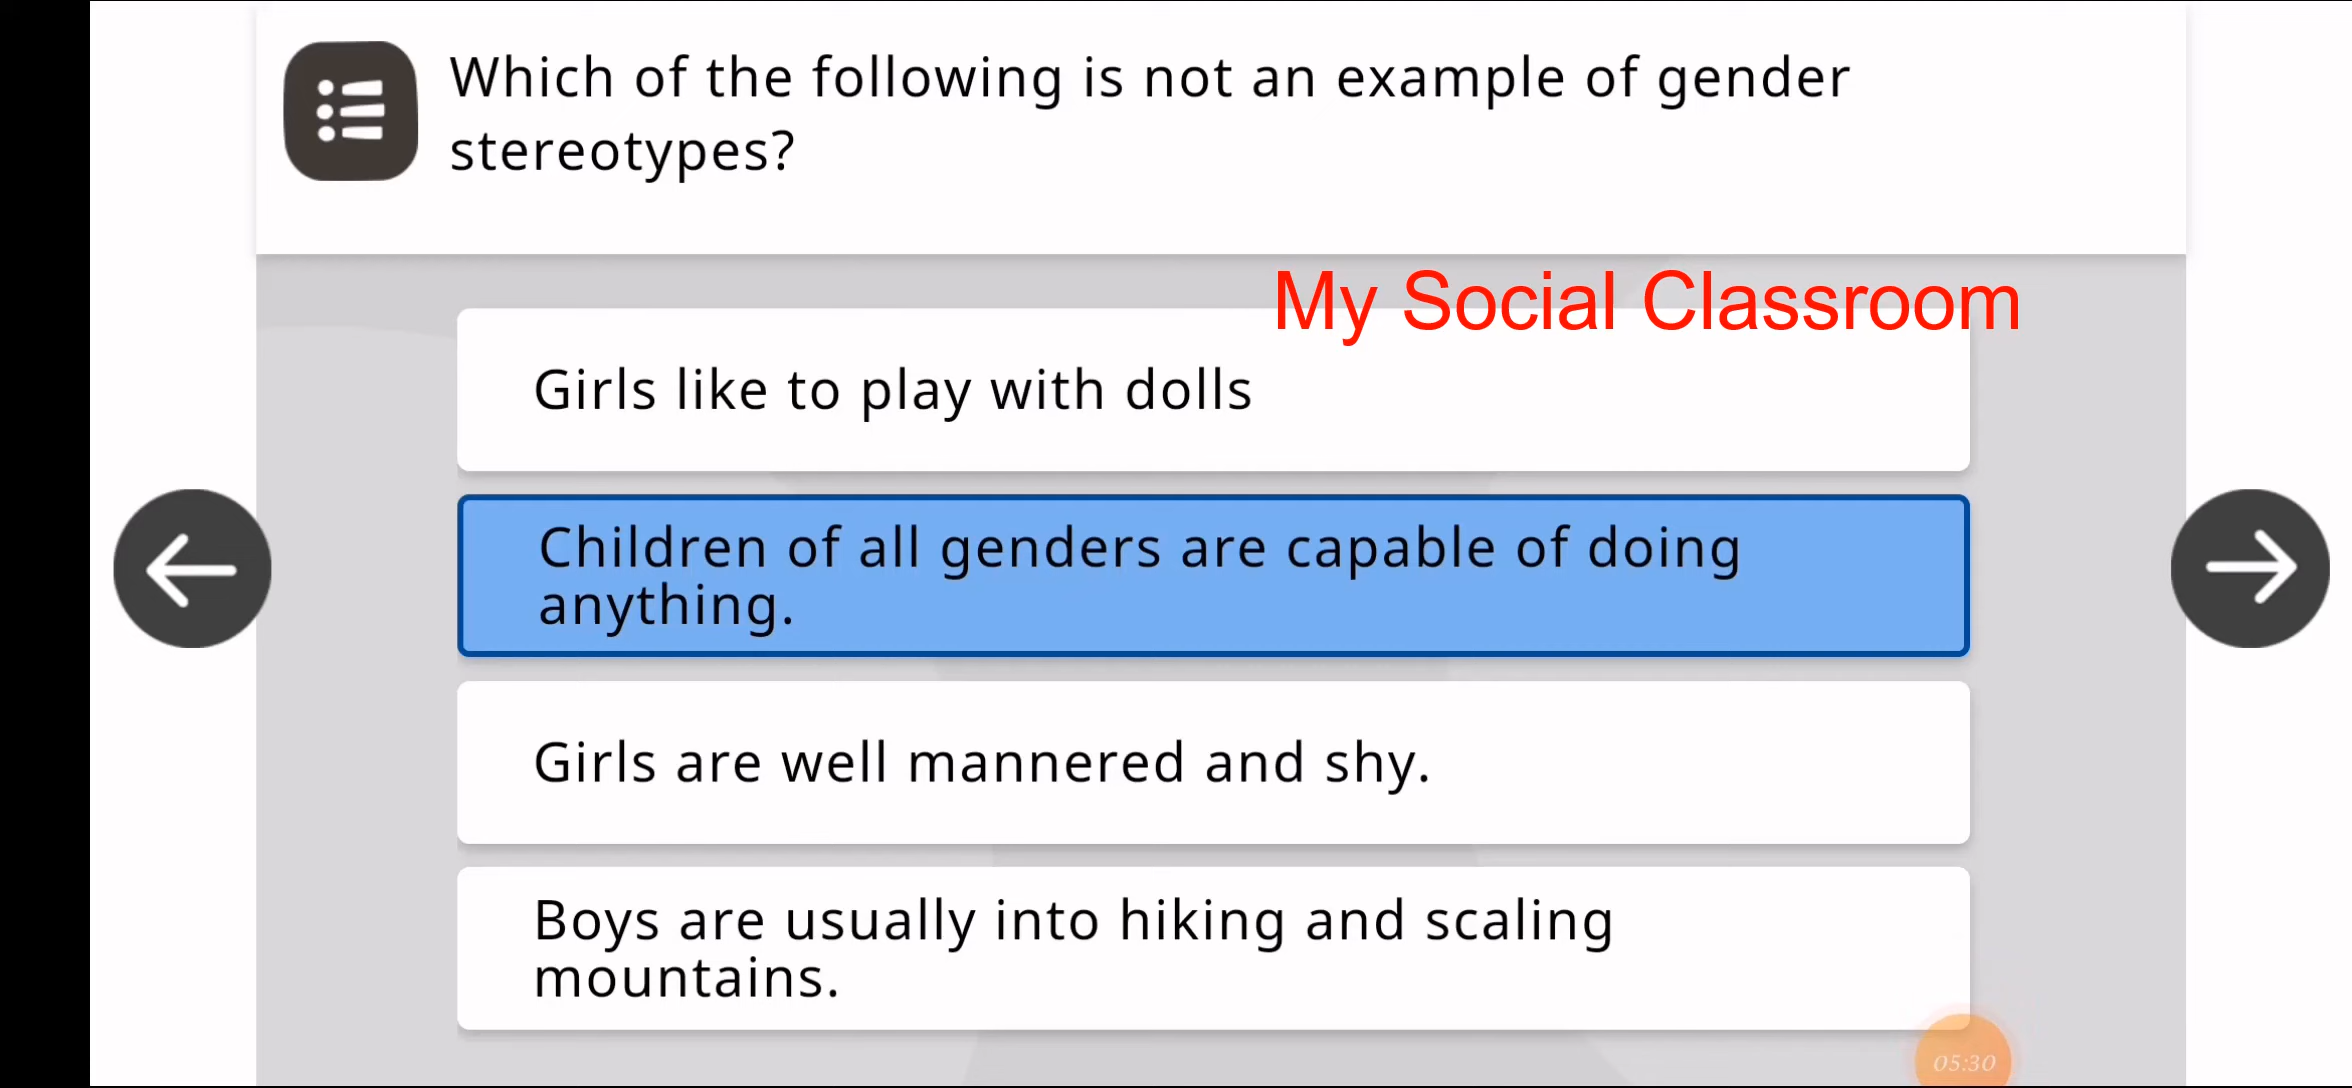 Which of the following is not an example of gender
stereotypes?
My Social Classroom
Girls like to play with dolls
Children of all genders are capable of doing
anything.
Girls are well mannered and shy.
Boys are usually into hiking and scaling
mountains.
05:30